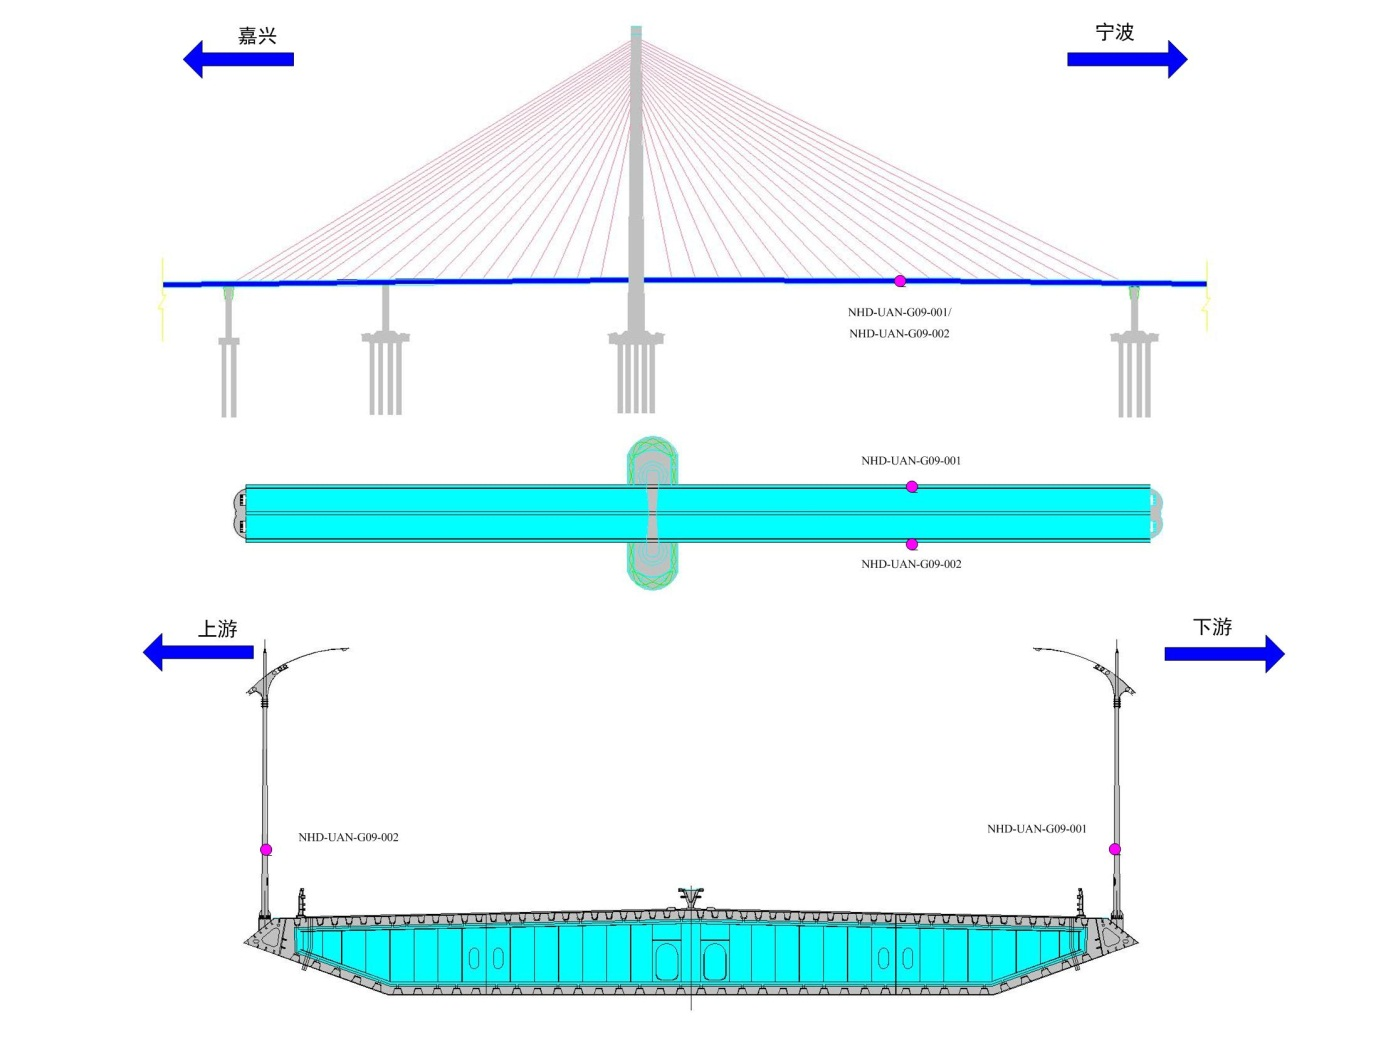 嘉兴
宁波
NHD-UAN-G09-001/
NHD-UAN-G09-002
NHD-UAN-G09-001
NHD-UAN-G09-002
上游
下游
NHD-UAN-G09-002
NHD-UAN-G09-001